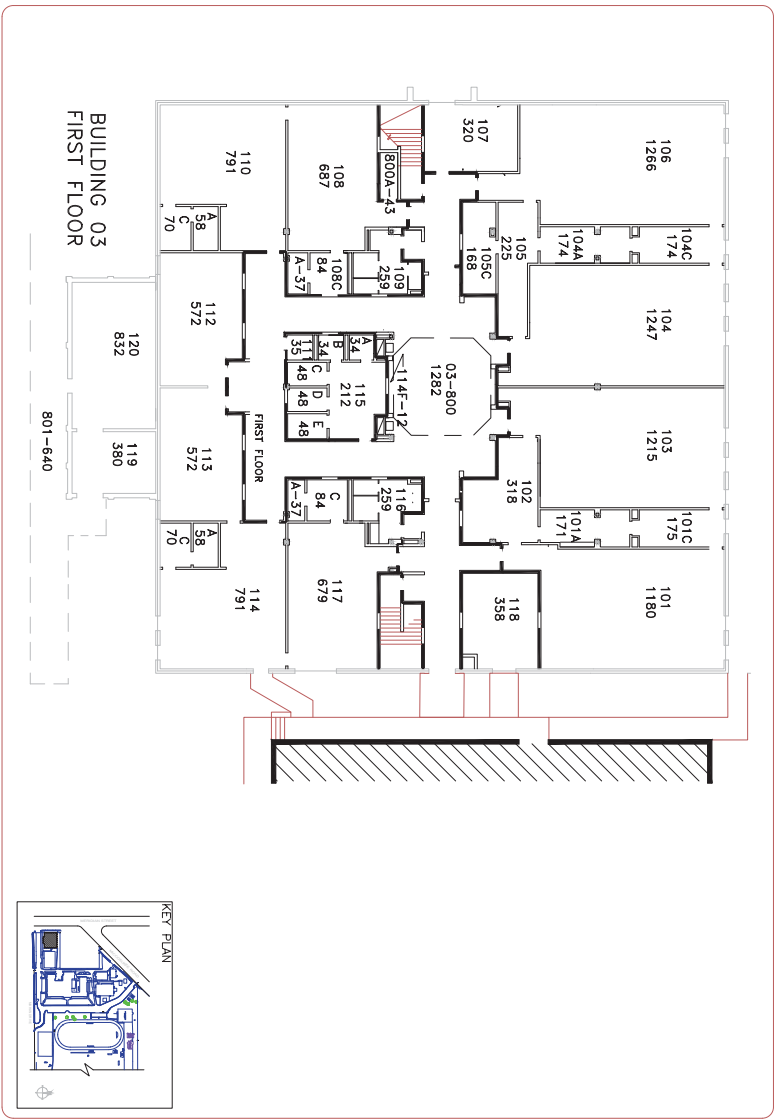 BUILDING 03
FIRST FLOOR
106
1266
107
320
800A-43
108
687
110
791
A
58
C
70
104C
174
104A
174
105
225
105C
168
109
259
108C
84
A-37
112
572
120
832
104
1247
03-800
1282
114F-12
A
34
B
34
111
35
115
212
C
48
D
48
E
48
FIRST FLOOR
103
1215
102
318
113
572
119
380
801-640
101C
175
101A
171
116
259
C
84
A-37
A
58
C
70
101
1180
118
358
117
679
114
791
KEY PLAN